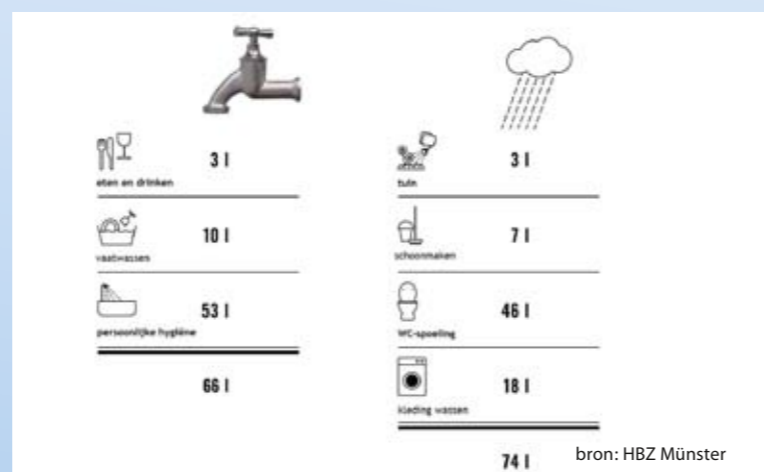 3 l
eten en drinken
10 l
vaatwassen
53 l
persoonlijke hygiëne
66 l
3 l
tuin
7 l
schoonmaken
46 l
WC-spoeling
18 l
kleding wassen
74 l
bron: HBZ Münster